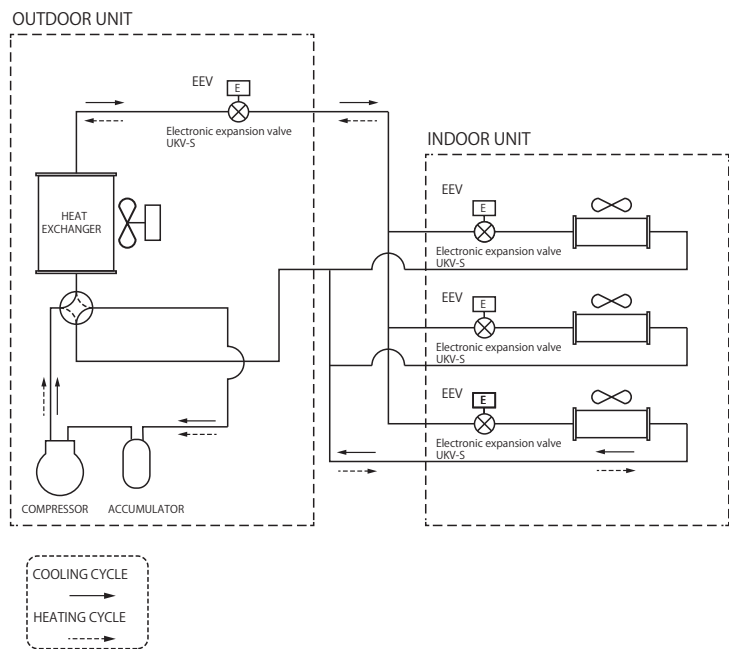 OUTDOOR UNIT
EEV
E
Electronic expansion valve
UKV-S
HEAT
EXCHANGER
COMPRESSOR
ACCUMULATOR
INDOOR UNIT
EEV
E
Electronic expansion valve
UKV-S
EEV
E
Electronic expansion valve
UKV-S
EEV
E
Electronic expansion valve
UKV-S
COOLING CYCLE
HEATING CYCLE